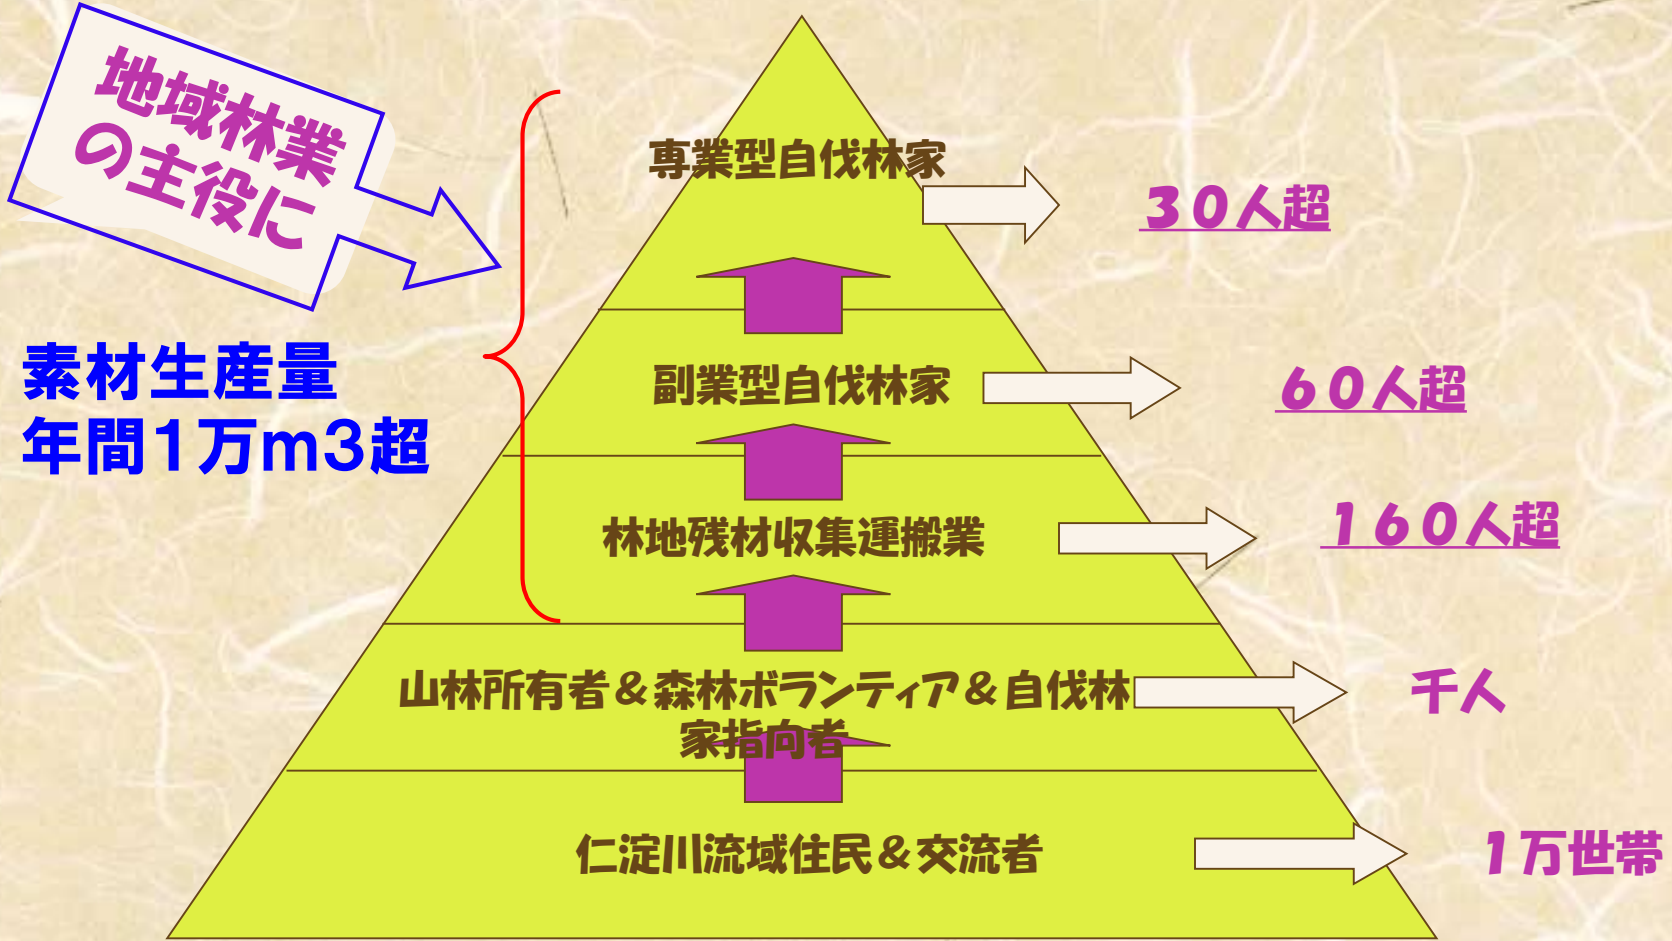 地域林業
の主役に
専業型自伐林家
３０人超
素材生産量
年間１万ｍ３超
副業型自伐林家
６０人超
林地残材収集運搬業
１６０人超
山林所有者＆森林ボランティア＆自伐林
家指向者
千人
仁淀川流域住民＆交流者
１万世帯